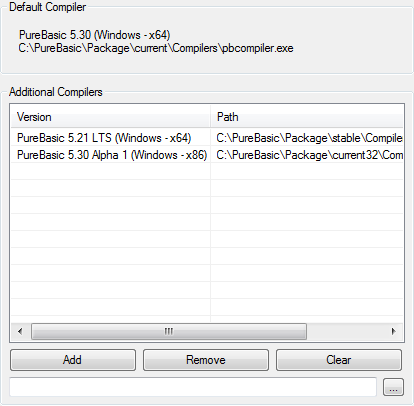 Default Compiler
PureBasic 5.30 (Windows - x64)
C:\PureBasic\Package\current\Compilers\pbcompiler.exe
Additional Compilers
Version Path
PureBasic 5.21 LTS (Windows - x64) C:\PureBasic\Package\stable\Compile
PureBasic 5.30 Alpha 1 (Windows - x86) C:\PureBasic\Package\current32\Com
Add Remove Clear
...